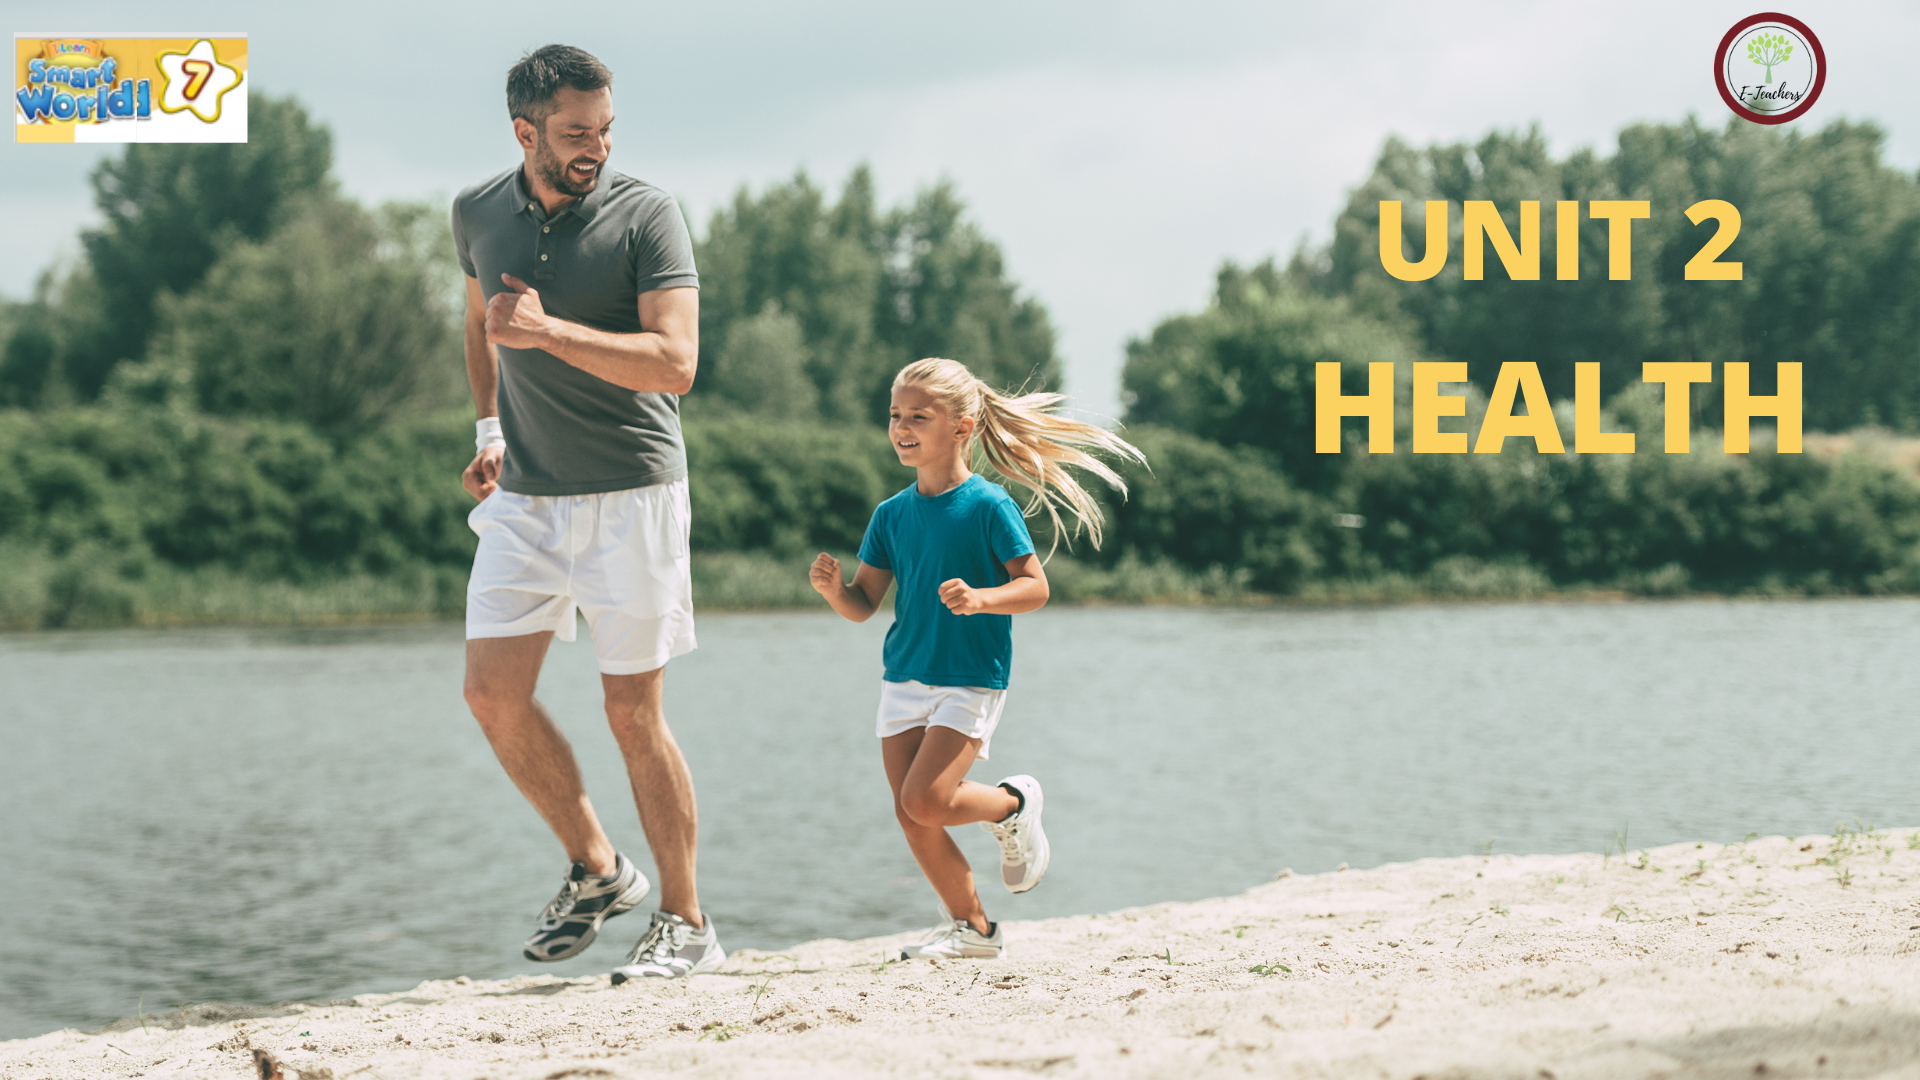 i-Learn
Smart
World
7
E-Teachers
UNIT 2
HEALTH